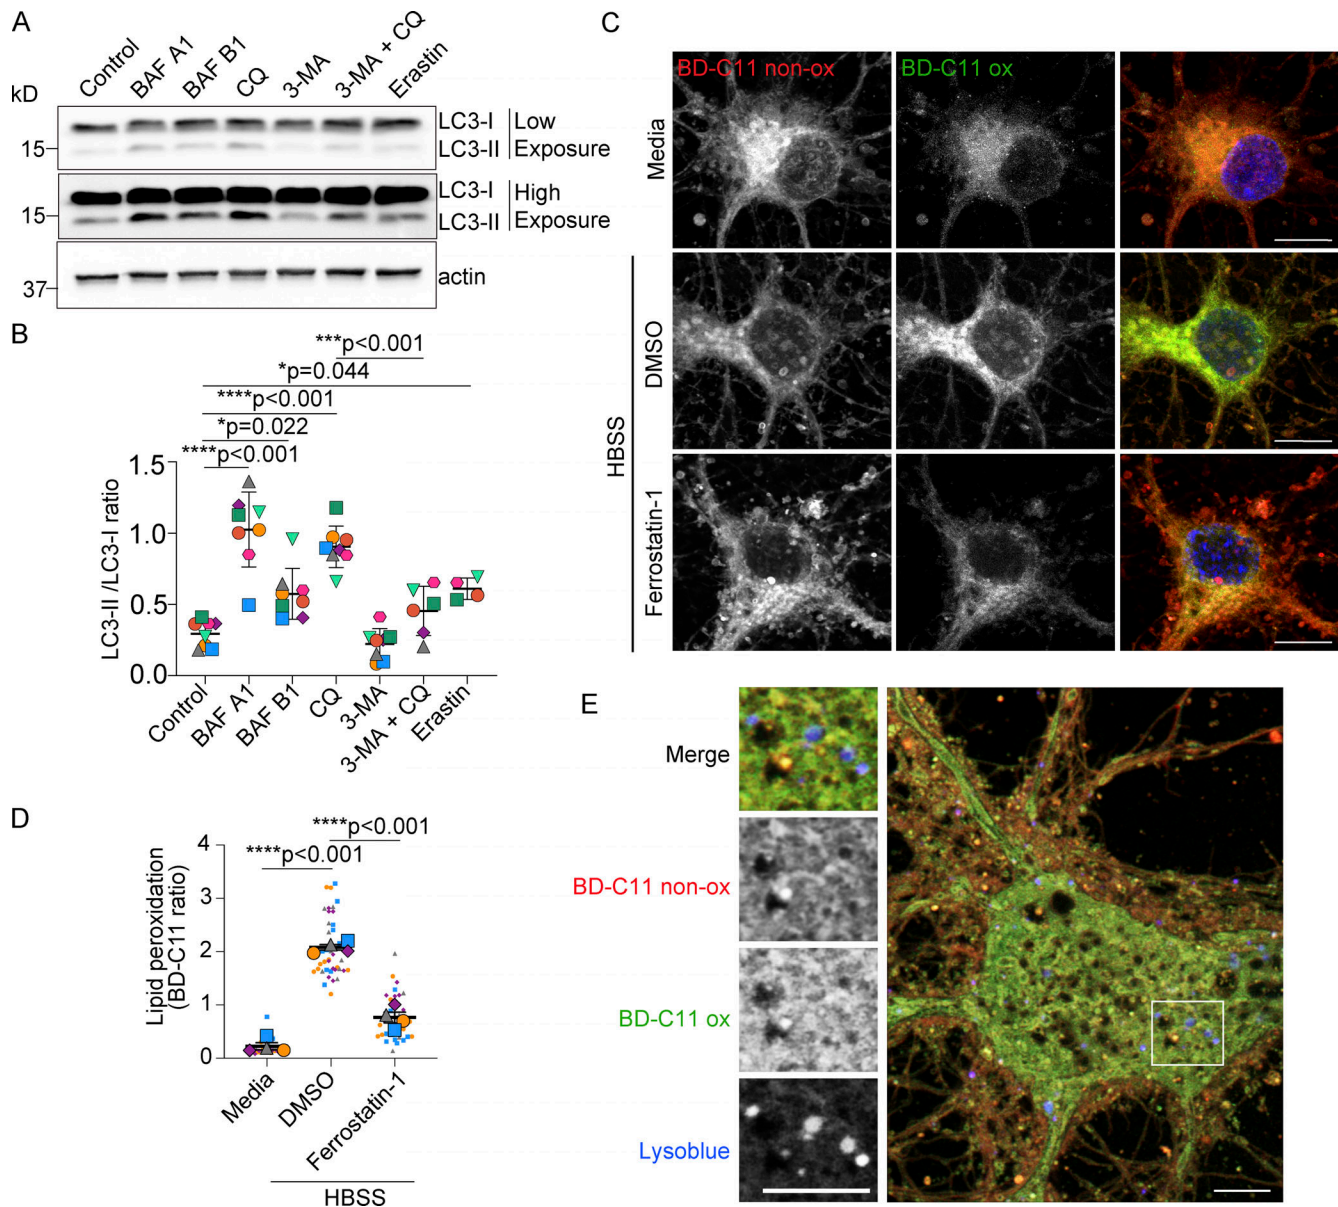 A
Control
BAF A1
BAF B1
CQ
3-MA
3-MA + CQ
Erastin
kD
LC3-I
Low
15
LC3-II
Exposure
LC3-I
High
15
LC3-II
Exposure
actin
37
B
***p<0.001
*p=0.044
****p<0.001
*p=0.022
****p<0.001
LC3-II /LC3-I ratio
1.5
1.0
0.5
0.0
Control
BAF A1
BAF B1
CQ
3-MA
3-MA + CQ
Erastin
C
BD-C11 non-ox
BD-C11 ox
Media
HBSS
DMSO
Ferrostatin-1
D
****p<0.001
****p<0.001
Lipid peroxidation
(BD-C11 ratio)
4
3
2
1
0
Media
DMSO
Ferrostatin-1
HBSS
E
Merge
BD-C11 non-ox
BD-C11 ox
Lysoblue